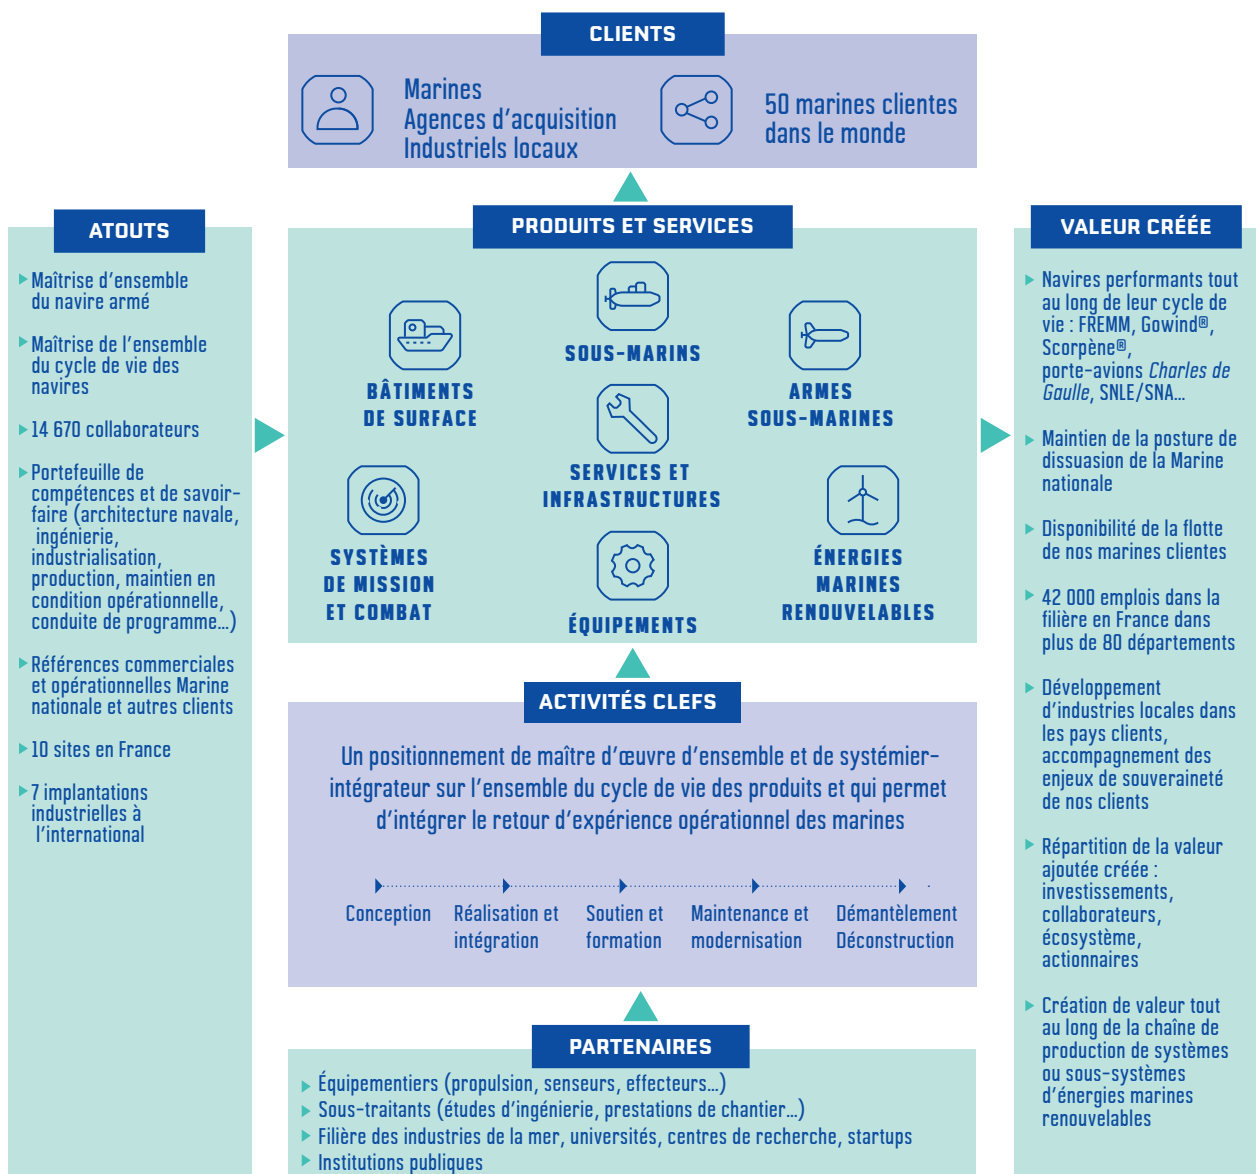 CLIENTS
Marines
Agences d'acquisition
Industriels locaux
50 marines clientes
dans le monde
ATOUTS
Maîtrise d'ensemble
du navire armé
Maîtrise de l'ensemble
du cycle de vie des
navires
14 670 collaborateurs
Portefeuille de
compétences et de savoir-
faire (architecture navale,
ingénierie,
industrialisation,
production, maintien en
condition opérationnelle,
conduite de programme…)
Références commerciales
et opérationnelles Marine
nationale et autres clients
10 sites en France
7 implantations
industrielles à
l'international
PRODUITS ET SERVICES
BÂTIMENTS
DE SURFACE
SOUS-MARINS
ARMES
SOUS-MARINES
SERVICES ET
INFRASTRUCTURES
SYSTÈMES
DE MISSION
ET COMBAT
ÉQUIPEMENTS
ÉNERGIES
MARINES
RENOUVELABLES
ACTIVITÉS CLEFS
Un positionnement de maître d'œuvre d'ensemble et de systémier-
intégrateur sur l'ensemble du cycle de vie des produits et qui permet
d'intégrer le retour d'expérience opérationnel des marines
Conception
Réalisation et
intégration
Soutien et
formation
Maintenance et
modernisation
Démantèlement
Déconstruction
PARTENAIRES
Équipementiers (propulsion, senseurs, effecteurs…)
Sous-traitants (études d'ingénierie, prestations de chantier…)
Filière des industries de la mer, universités, centres de recherche, startups
Institutions publiques
VALEUR CRÉÉE
Navires performants tout
au long de leur cycle de
vie : FREMM, Gowind®,
Scorpène®,
porte-avions Charles de
Gaulle, SNLE/SNA…
Maintien de la posture de
dissuasion de la Marine
nationale
Disponibilité de la flotte
de nos marines clientes
42 000 emplois dans la
filière en France dans
plus de 80 départements
Développement
d'industries locales dans
les pays clients,
accompagnement des
enjeux de souveraineté
de nos clients
Répartition de la valeur
ajoutée créée :
investissements,
collaborateurs,
écosystème,
actionnaires
Création de valeur tout
au long de la chaîne de
production de systèmes
ou sous-systèmes
d'énergies marines
renouvelables